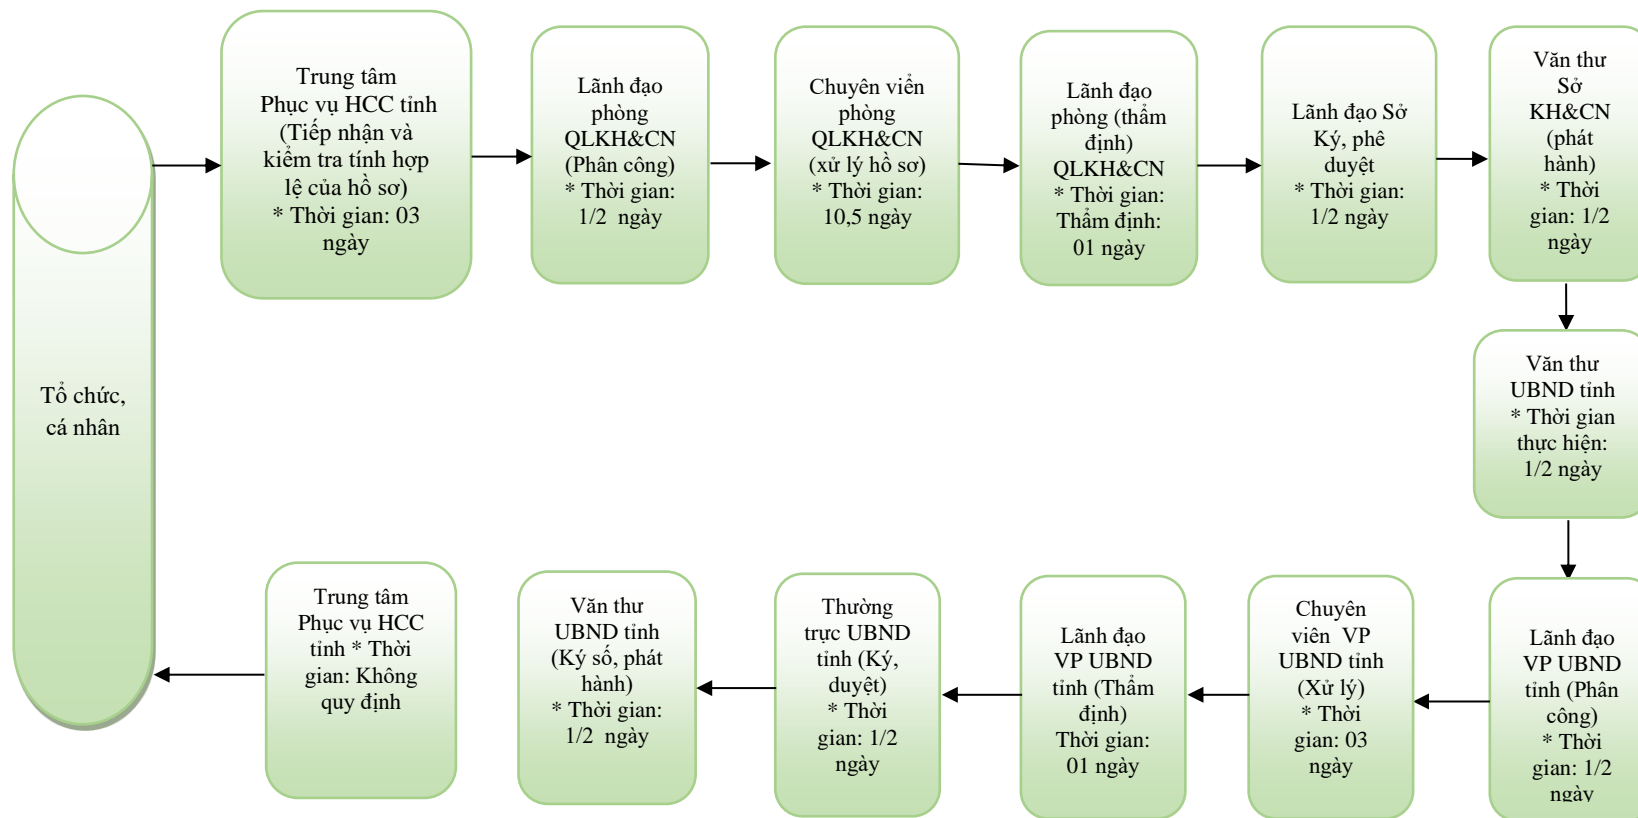 Tổ chức,
cá nhân
Trung tâm
Phục vụ HCC tỉnh
(Tiếp nhận và
kiểm tra tính hợp
lệ của hồ sơ)
* Thời gian: 03
ngày
Lãnh đạo
phòng
QLKH&CN
(Phân công)
* Thời gian:
1/2 ngày
Chuyên viển
phòng
QLKH&CN
(xử lý hồ sơ)
* Thời gian:
10,5 ngày
Lãnh đạo
phòng (thẩm
định)
QLKH&CN
* Thời gian:
Thẩm định:
01 ngày
Lãnh đạo Sở
Ký, phê
duyệt
* Thời gian:
1/2 ngày
Văn thư
Sở
KH&CN
(phát
hành)
* Thời
gian: 1/2
ngày
Văn thư
UBND tỉnh
* Thời gian
thực hiện:
1/2 ngày
Lãnh đạo
VP UBND
tỉnh (Phân
công)
* Thời
gian: 1/2
ngày
Chuyên
viên VP
UBND tỉnh
(Xử lý)
* Thời
gian: 03
ngày
Lãnh đạo
VP UBND
tỉnh (Thẩm
định)
Thời gian:
01 ngày
Thường
trực UBND
tỉnh (Ký,
duyệt)
* Thời
gian: 1/2
ngày
Văn thư
UBND tỉnh
(Ký số, phát
hành)
* Thời gian:
1/2 ngày
Trung tâm
Phục vụ HCC
tỉnh * Thời
gian: Không
quy định